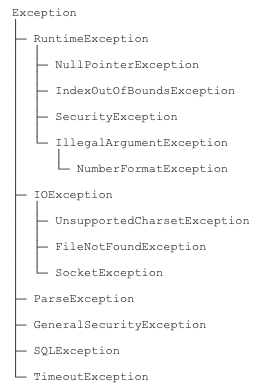 Exception
RuntimeException
NullPointerException
IndexOutOfBoundsException
SecurityException
IllegalArgumentException
NumberFormatException
IOException
UnsupportedCharsetException
FileNotFoundException
SocketException
ParseException
GeneralSecurityException
SQLException
TimeoutException